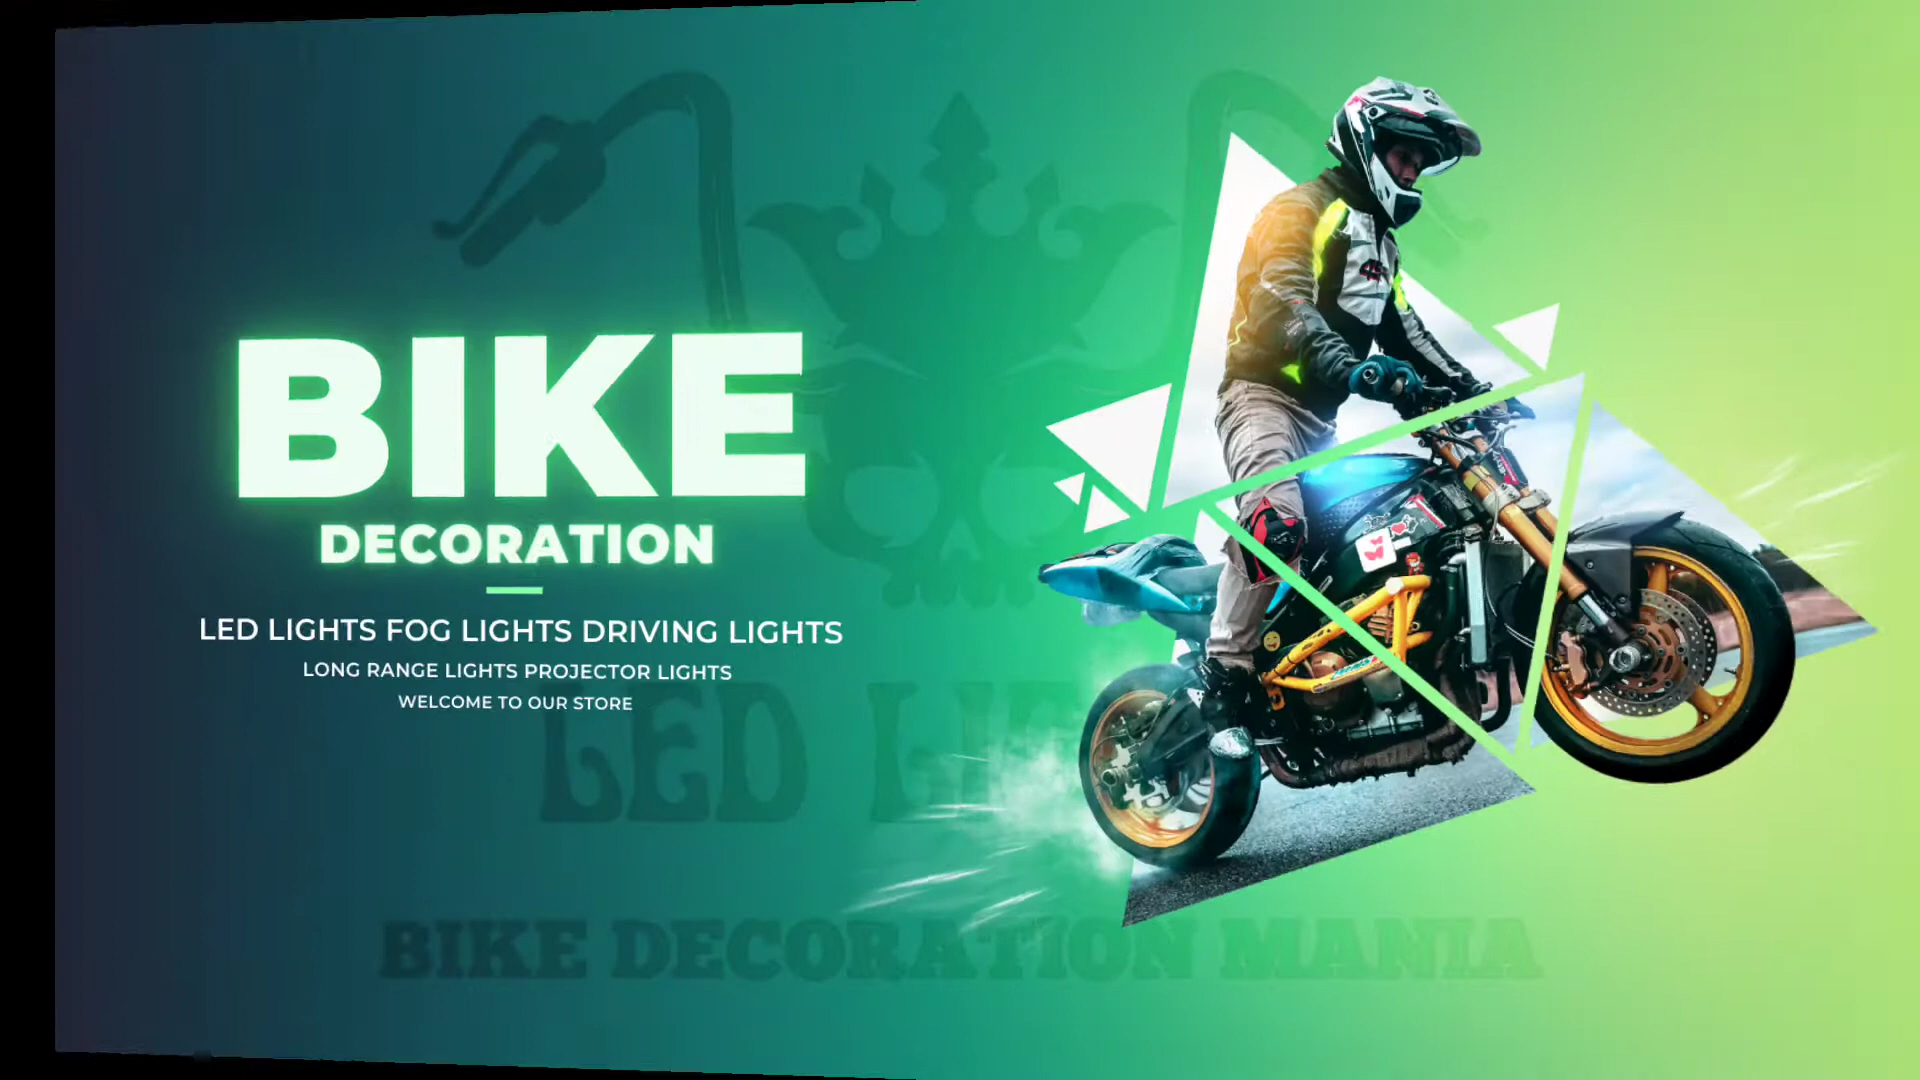 BIKE
DECORATION
LED LIGHTS FOG LIGHTS DRIVING LIGHTS
LONG RANGE LIGHTS PROJECTOR LIGHTS
WELCOME TO OUR STORE
LED
BIKE DECORATION MANIA